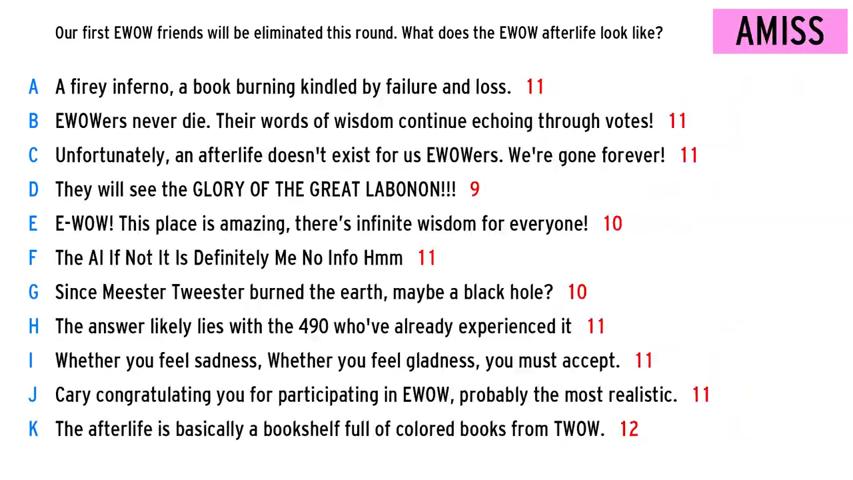 Our first EWOW friends will be eliminated this round. What does the EWOW afterlife look like?
AMISS
A A firey inferno, a book burning kindled by failure and loss. 11
B EWOWers never die. Their words of wisdom continue echoing through votes! 11
C Unfortunately, an afterlife doesn't exist for us EWOWers. We're gone forever! 11
D They will see the GLORY OF THE GREAT LABONON!!! 9
E E-WOW! This place is amazing, there’s infinite wisdom for everyone! 10
F The AI If Not It Is Definitely Me No Info Hmm 11
G Since Meester Tweester burned the earth, maybe a black hole? 10
H The answer likely lies with the 490 who've already experienced it 11
I Whether you feel sadness, Whether you feel gladness, you must accept. 11
J Cary congratulating you for participating in EWOW, probably the most realistic. 11
K The afterlife is basically a bookshelf full of colored books from TWOW. 12